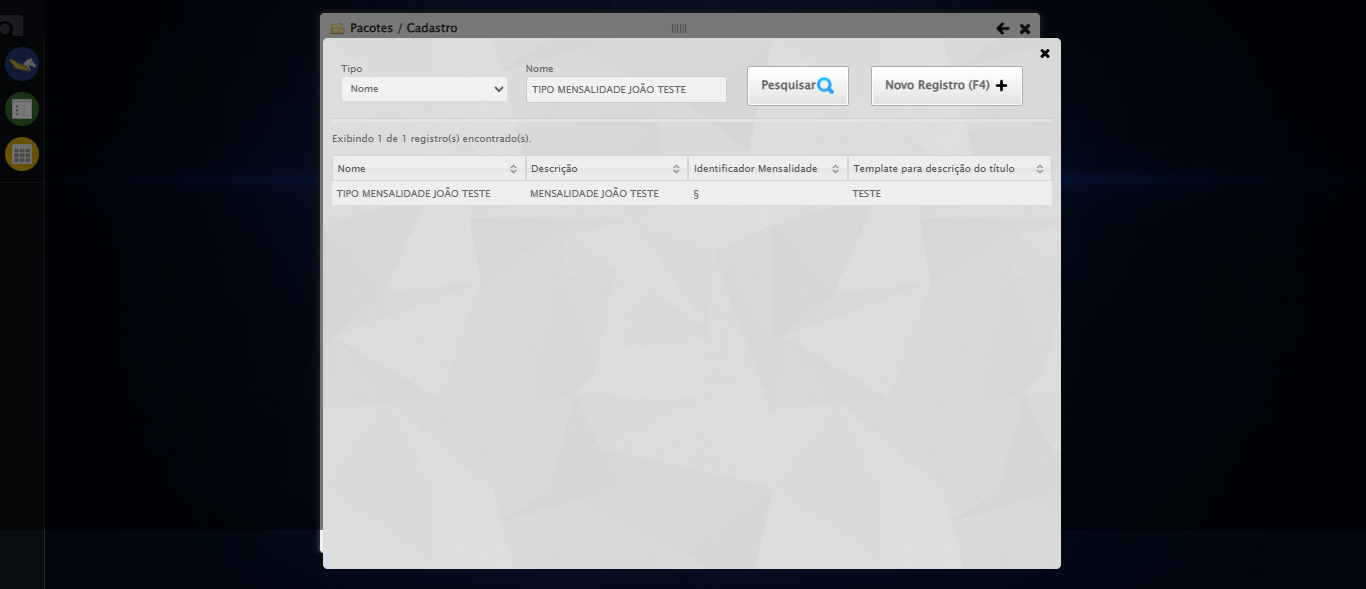 Pacotes / Cadastro
Tipo
Nome
Nome
TIPO MENSALIDADE JOÃO TESTE
Pesquisar
Novo Registro (F4)
Exibindo 1 de 1 registro(s) encontrado(s).
Nome Descrição Identificador Mensalidade Template para descrição do título
TIPO MENSALIDADE JOÃO TESTE MENSALIDADE JOÃO TESTE § TESTE